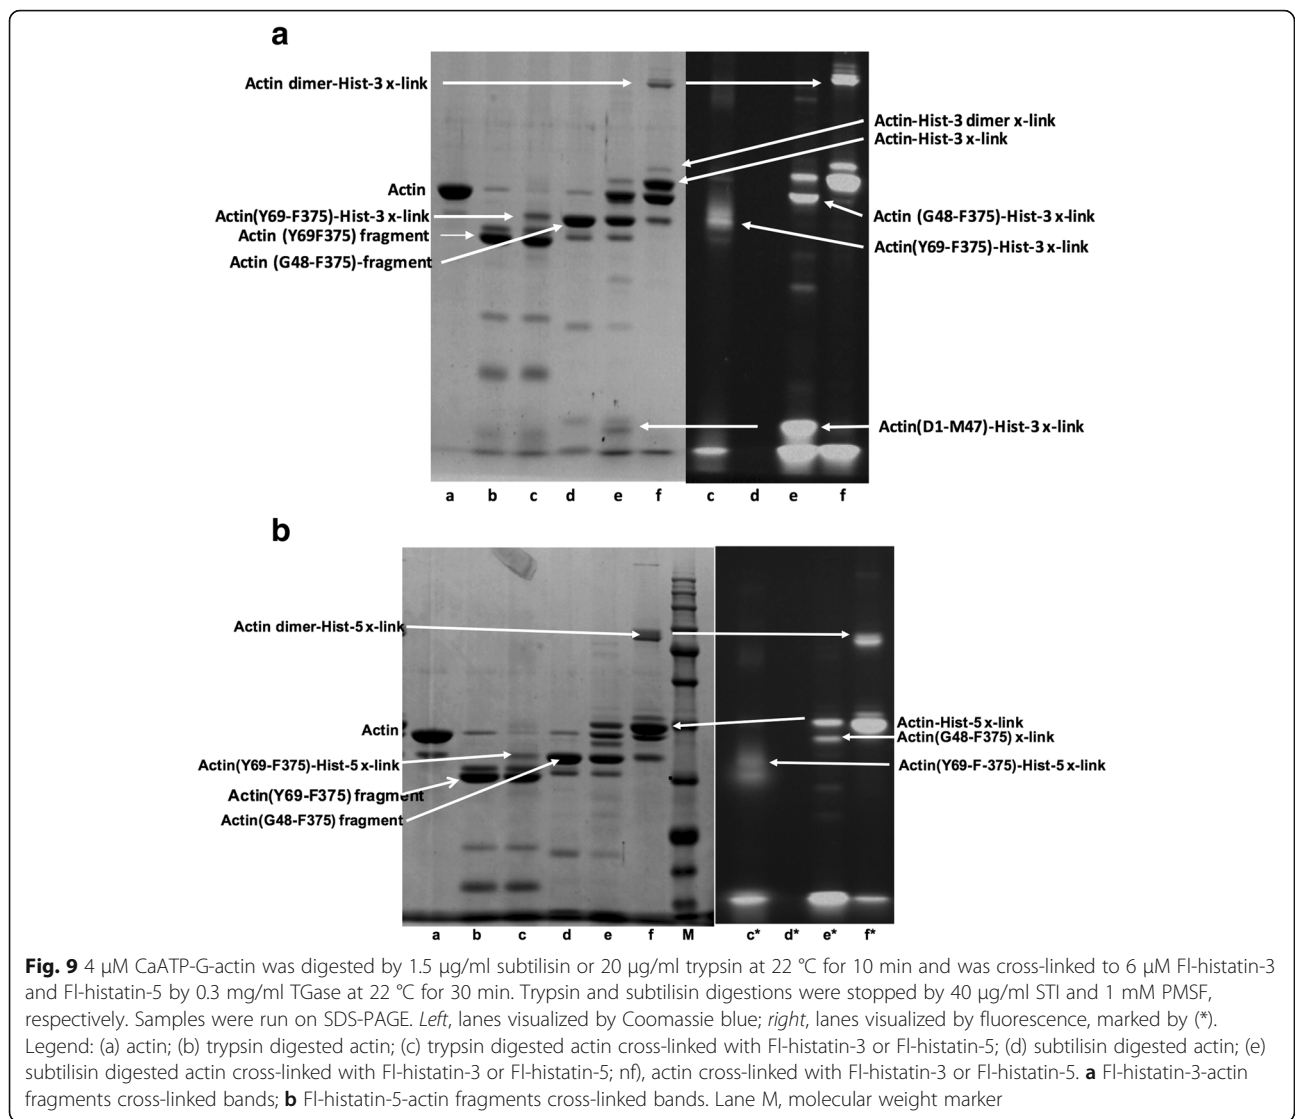 a
Actin dimer-Hist-3 x-link
Actin-Hist-3 dimer x-link
Actin-Hist-3 x-link
Actin
Actin(Y69-F375)-Hist-3 x-link
Actin (G48-F375)-Hist-3 x-link
Actin (Y69F375) fragment
Actin(Y69-F375)-Hist-3 x-link
Actin (G48-F375)-fragment
Actin(D1-M47)-Hist-3 x-link
a b c d e f c d e f
b
Actin dimer-Hist-5 x-link
Actin-Hist-5 x-link
Actin
Actin(G48-F375) x-link
Actin(Y69-F375)-Hist-5 x-link
Actin(Y69-F-375)-Hist-5 x-link
Actin(Y69-F375) fragment
Actin(G48-F375) fragment
a b c d e f M c* d* e* f*
Fig. 9 4 μM CaATP-G-actin was digested by 1.5 μg/ml subtilisin or 20 μg/ml trypsin at 22 °C for 10 min and was cross-linked to 6 μM Fl-histatin-3
and Fl-histatin-5 by 0.3 mg/ml TGase at 22 °C for 30 min. Trypsin and subtilisin digestions were stopped by 40 μg/ml STI and 1 mM PMSF,
respectively. Samples were run on SDS-PAGE. Left, lanes visualized by Coomassie blue; right, lanes visualized by fluorescence, marked by (*).
Legend: (a) actin; (b) trypsin digested actin; (c) trypsin digested actin cross-linked with Fl-histatin-3 or Fl-histatin-5; (d) subtilisin digested actin; (e)
subtilisin digested actin cross-linked with Fl-histatin-3 or Fl-histatin-5; nf), actin cross-linked with Fl-histatin-3 or Fl-histatin-5. a Fl-histatin-3-actin
fragments cross-linked bands; b Fl-histatin-5-actin fragments cross-linked bands. Lane M, molecular weight marker